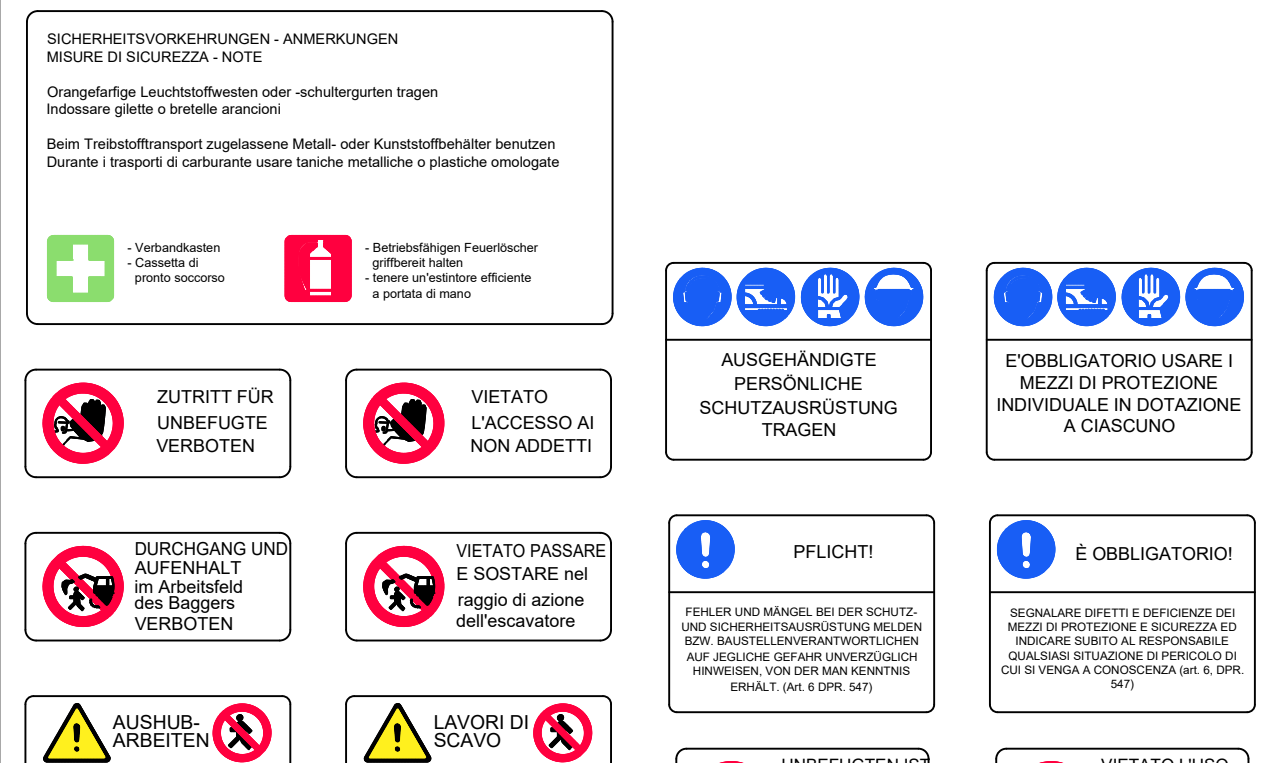 SICHERHEITSVORKEHRUNGEN - ANMERKUNGEN
MISURE DI SICUREZZA - NOTE
Orangefarfige Leuchtstoffwesten oder -schultergurten tragen
Indossare gilette o bretelle arancioni
Beim Treibstofftransport zugelassene Metall- oder Kunststoffbehälter benutzen
Durante i trasporti di carburante usare taniche metalliche o plastiche omologate
- Verbandkasten
- Cassetta di
pronto soccorso
- Betriebsfähigen Feuerlöscher
griffbereit halten
- tenere un'estintore efficiente
a portata di mano
AUSGEHÄNDIGTE
PERSÖNLICHE
SCHUTZAUSRÜSTUNG
TRAGEN
E'OBBLIGATORIO USARE I
MEZZI DI PROTEZIONE
INDIVIDUALE IN DOTAZIONE
A CIASCUNO
ZUTRITT FÜR
UNBEFUGTE
VERBOTEN
VIETATO
L'ACCESSO AI
NON ADDETTI
DURCHGANG UND
AUFENHALT
im Arbeitsfeld
des Baggers
VERBOTEN
VIETATO PASSARE
E SOSTARE nel
raggio di azione
dell'escavatore
PFLICHT!
FEHLER UND MÄNGEL BEI DER SCHUTZ-
UND SICHERHEITSAUSRÜSTUNG MELDEN
BZW. BAUSTELLENVERANTWORTLICHEN
AUF JEGLICHE GEFAHR UNVERZÜGLICH
HINWEISEN, VON DER MAN KENNTNIS
ERHÄLT. (Art. 6 DPR. 547)
È OBBLIGATORIO!
SEGNALARE DIFETTI E DEFICIENZE DEI
MEZZI DI PROTEZIONE E SICUREZZA ED
INDICARE SUBITO AL RESPONSABILE
QUALSIASI SITUAZIONE DI PERICOLO DI
CUI SI VENGA A CONOSCENZA (art. 6, DPR.
547)
AUSHUB-
ARBEITEN
LAVORI DI
SCAVO
UNBEFUGTEN IST
VIETATO L'USO